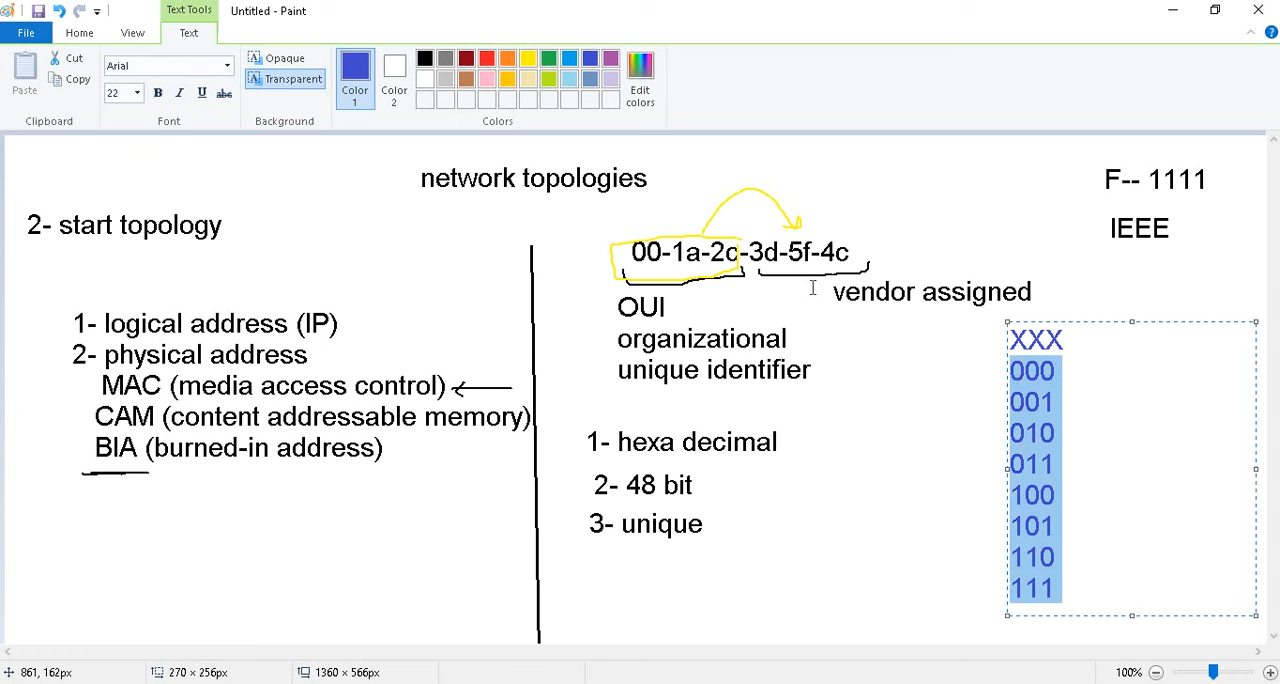 Text Tools
Untitled - Paint
File
Home
View
Text
Paste
Cut
Copy
Clipboard
Arial
22
B I U abc
Font
Opaque
Transparent
Background
Color 1
Color 2
Edit colors
Colors
network topologies
2- start topology
1- logical address (IP)
2- physical address
MAC (media access control)
CAM (content addressable memory)
BIA (burned-in address)
00-1a-2c-3d-5f-4c
vendor assigned
OUI
organizational
unique identifier
1- hexa decimal
2- 48 bit
3- unique
F-- 1111
IEEE
XXX
000
001
010
011
100
101
110
111
861, 162px
270 × 256px
1360 × 566px
100%